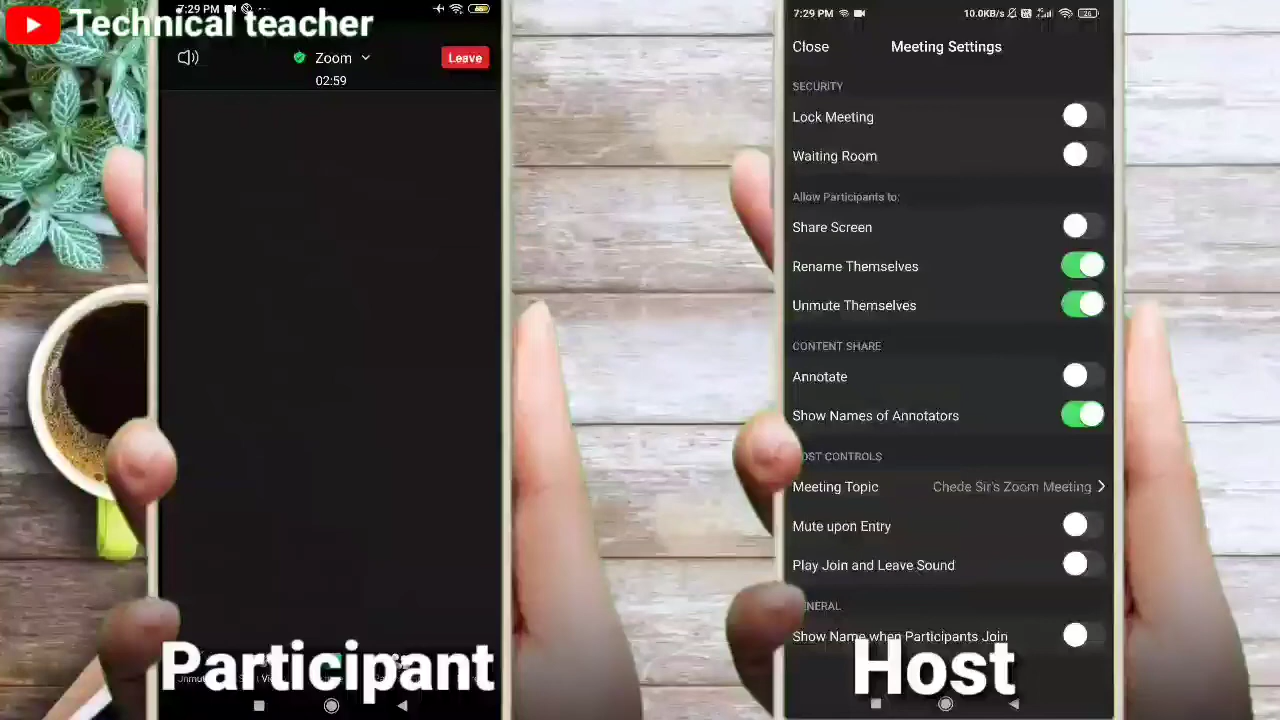 Technical teacher
7:29 PM
Zoom
Leave
02:59
Participant
7:29 PM
10.0KB/s
26
Close
Meeting Settings
SECURITY
Lock Meeting
Waiting Room
Allow Participants to:
Share Screen
Rename Themselves
Unmute Themselves
CONTENT SHARE
Annotate
Show Names of Annotators
OST CONTROLS
Meeting Topic
Chede Sir's Zoom Meeting
Mute upon Entry
Play Join and Leave Sound
ENERAL
Show Name when Participants Join
Host